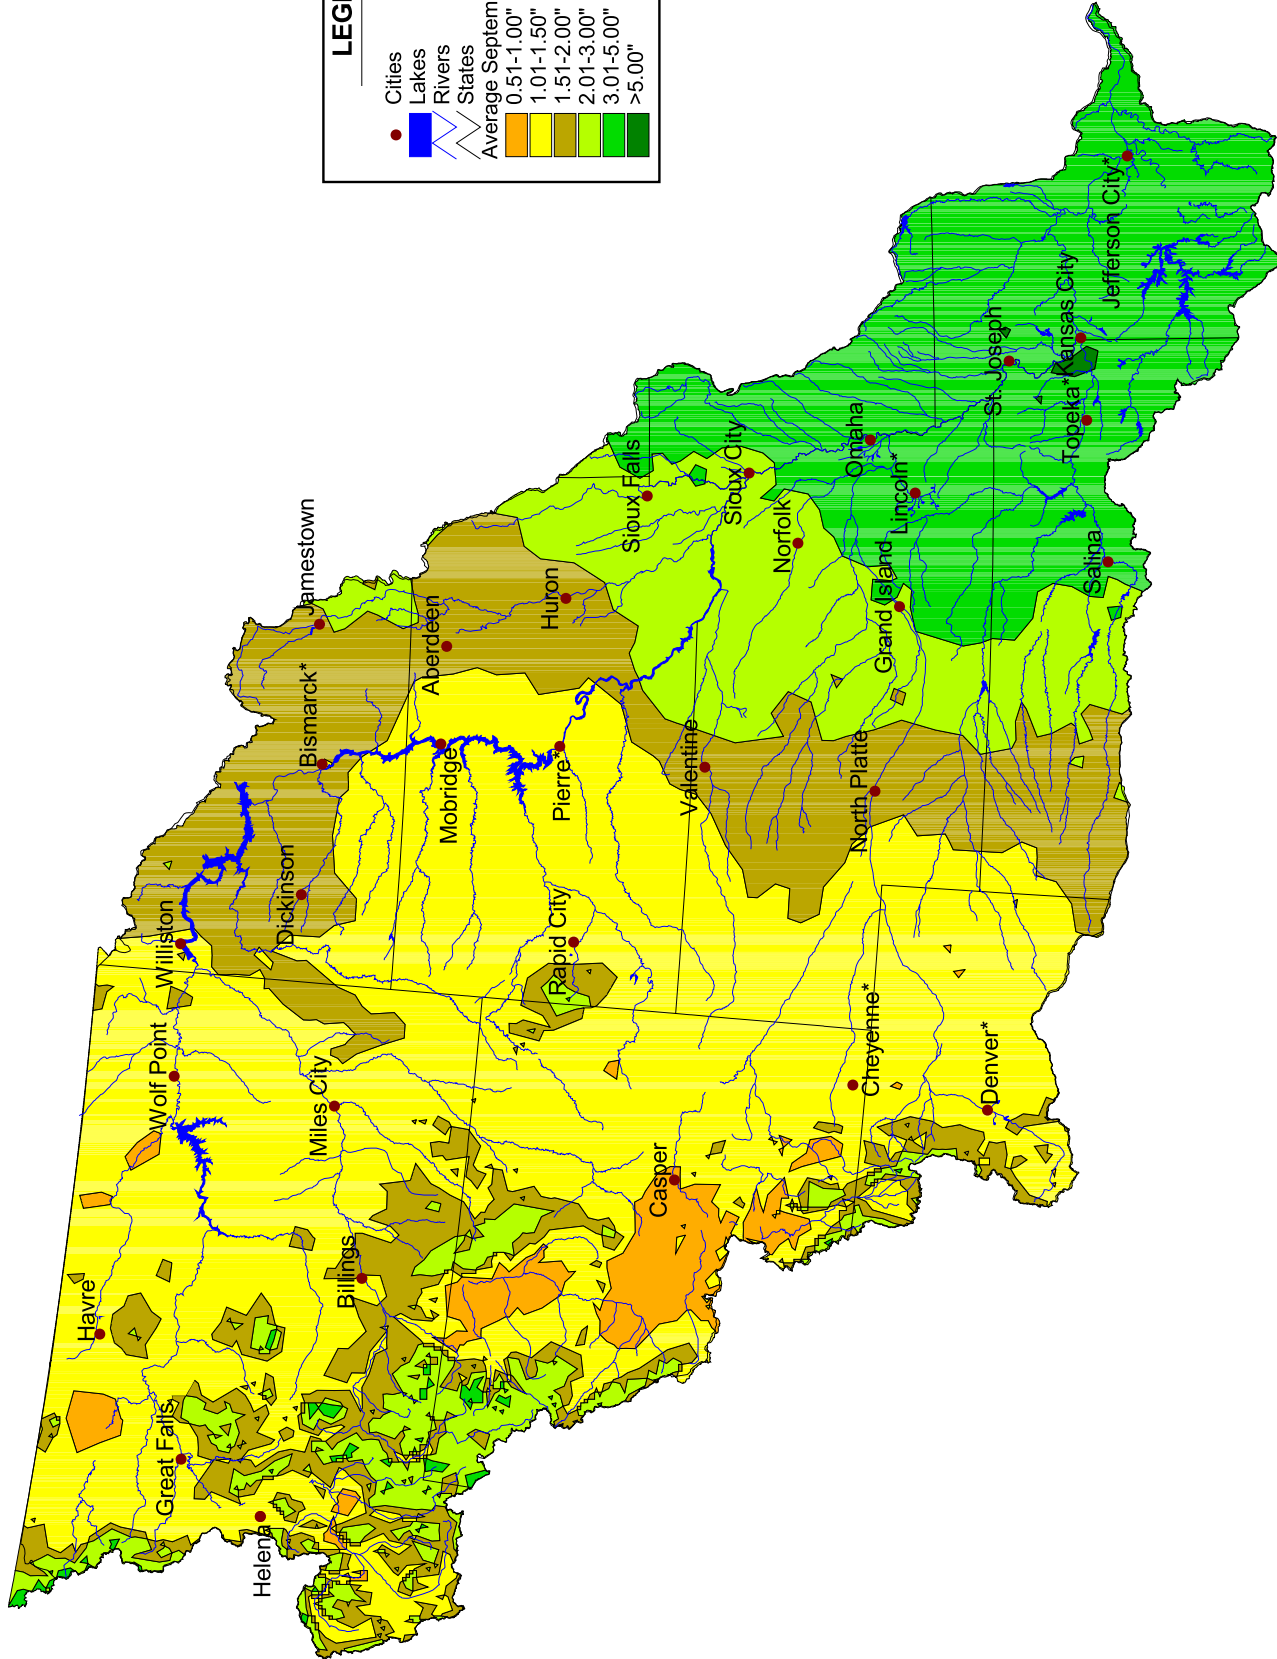 LEG
Cities
Lakes
Rivers
States
Average Septem
0.51-1.00"
1.01-1.50"
1.51-2.00"
2.01-3.00"
3.01-5.00"
>5.00"
Havre
Great Falls
Helena
Wolf Point
Williston
Miles City
Billings
Dickinson
Bismarck*
Jamestown
Aberdeen
Mobridge
Huron
Pierre*
Rapid City
Casper
Sioux Falls
Sioux City
Valentine
Norfolk
North Platte
Grand Island
Omaha
Lincoln*
Cheyenne*
Denver*
St. Joseph
Topeka*
Kansas City
Jefferson City*
Salina